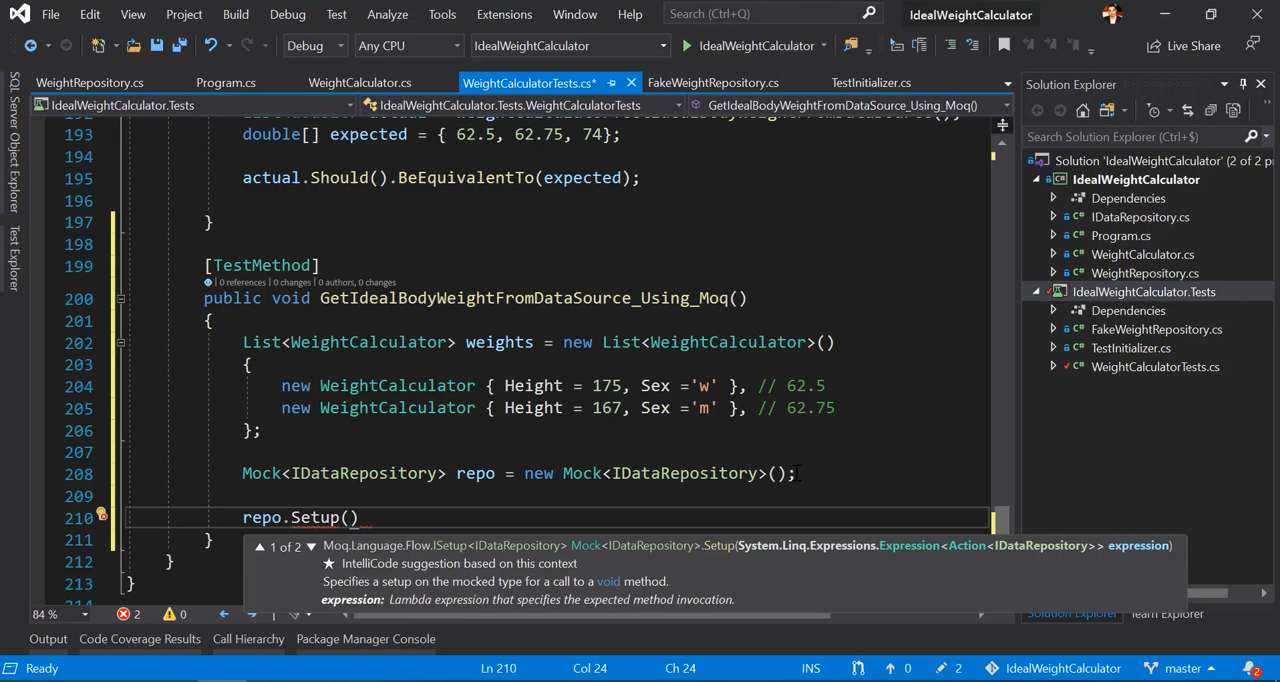 File Edit View Project Build Debug Test Analyze Tools Extensions Window Help Search (Ctrl+Q) IdealWeightCalculator
Debug Any CPU IdealWeightCalculator IdealWeightCalculator Live Share
WeightRepository.cs Program.cs WeightCalculator.cs WeightCalculatorTests.cs* FakeWeightRepository.cs TestInitializer.cs
IdealWeightCalculator.Tests IdealWeightCalculator.Tests.WeightCalculatorTests GetIdealBodyWeightFromDataSource_Using_Moq()
SQL Server Object Explorer
Test Explorer
193 double[] expected = { 62.5, 62.75, 74};
194
195 actual.Should().BeEquivalentTo(expected);
196
197 }
198
199 [TestMethod]
0 references | 0 changes | 0 authors, 0 changes
200 public void GetIdealBodyWeightFromDataSource_Using_Moq()
201 {
202 List<WeightCalculator> weights = new List<WeightCalculator>()
203 {
204 new WeightCalculator { Height = 175, Sex ='w' }, // 62.5
205 new WeightCalculator { Height = 167, Sex ='m' }, // 62.75
206 };
207
208 Mock<IDataRepository> repo = new Mock<IDataRepository>();
209
210 repo.Setup()
211 }
212 }
213 }
1 of 2 Moq.Language.Flow.ISetup<IDataRepository> Mock<IDataRepository>.Setup(System.Linq.Expressions.Expression<Action<IDataRepository>> expression)
★ IntelliCode suggestion based on this context
Specifies a setup on the mocked type for a call to a void method.
expression: Lambda expression that specifies the expected method invocation.
84 % 2 0
Solution Explorer
Search Solution Explorer (Ctrl+$)
Solution 'IdealWeightCalculator' (2 of 2 p
IdealWeightCalculator
Dependencies
IDataRepository.cs
Program.cs
WeightCalculator.cs
WeightRepository.cs
IdealWeightCalculator.Tests
Dependencies
FakeWeightRepository.cs
TestInitializer.cs
WeightCalculatorTests.cs
Solution Explorer Team Explorer
Output Code Coverage Results Call Hierarchy Package Manager Console
Ready Ln 210 Col 24 Ch 24 INS 0 2 IdealWeightCalculator master 2